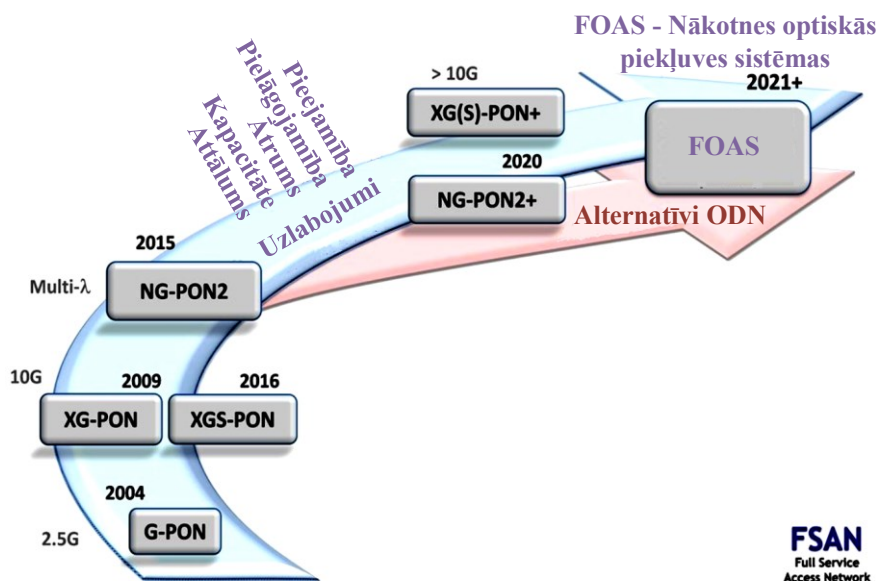 FOAS - Nākotnes optiskās
piekļuves sistēmas
2021+
> 10G
XG(S)-PON+
FOAS
Pieejamība
Pielāgojamība
Ātrums
Kapacitāte
Attālums
Uzlabojumi
2020
NG-PON2+
Alternatīvi ODN
2015
Multi-λ
NG-PON2
10G
2009
2016
XG-PON
XGS-PON
2004
2.5G
G-PON
FSAN
Full Service
Access Network